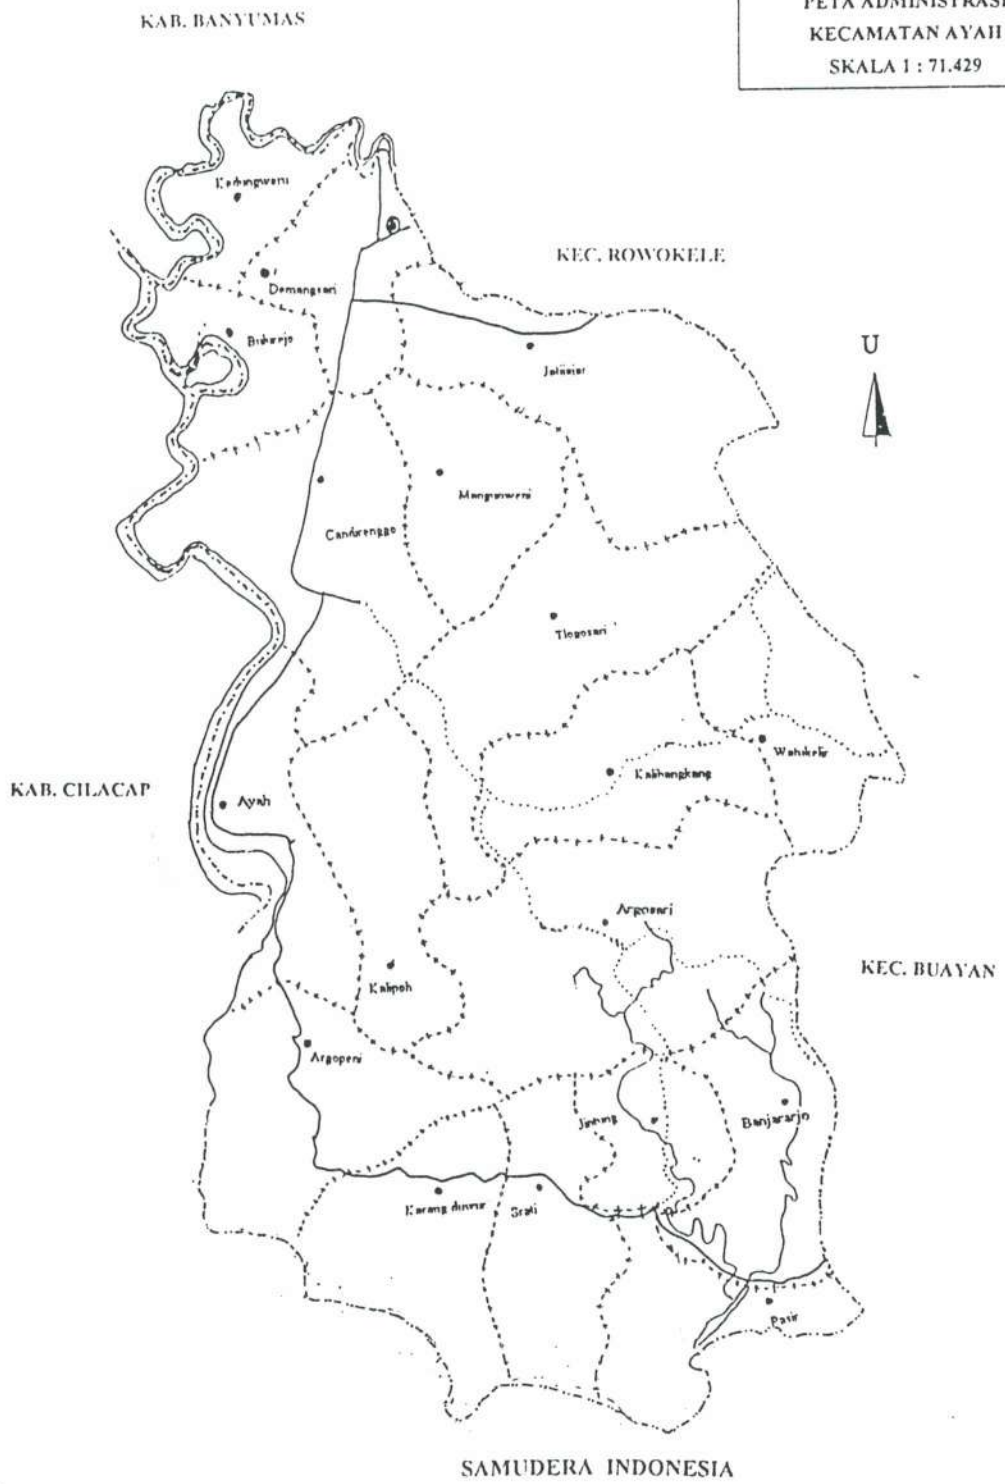 PETA ADMINISTRASI
KECAMATAN AYAH
SKALA 1 : 71.429
KAB. BANYUMAS
Kedungweru
KEC. ROWOKELE
Demangsari
Bulurejo
U
Jatijajar
Mangunweni
Candirenggo
Tlogosari
Watukelir
Kalibangkang
KAB. CILACAP
Ayah
Argosari
KEC. BUAYAN
Kalipoh
Argopeni
Jintung
Banjararjo
Karang duwur
Srati
Pasir
SAMUDERA INDONESIA